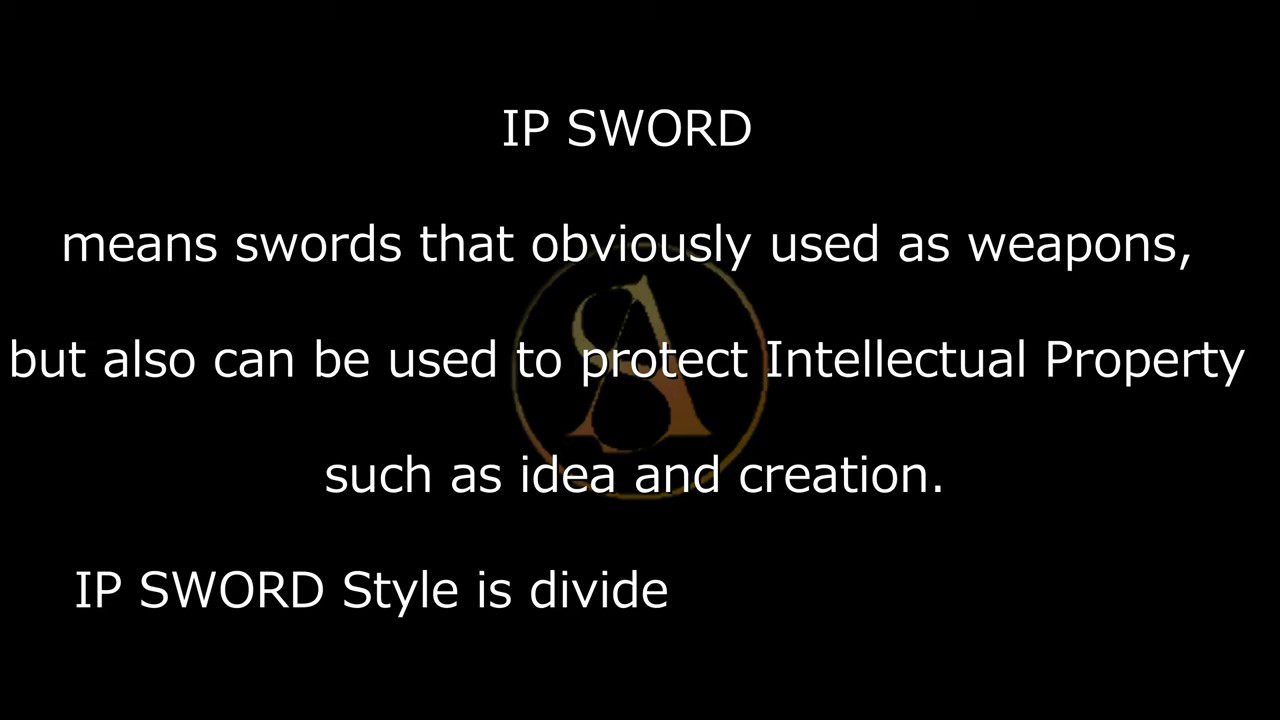 IP SWORD
means swords that obviously used as weapons,
but also can be used to protect Intellectual Property
such as idea and creation.
IP SWORD Style is divide